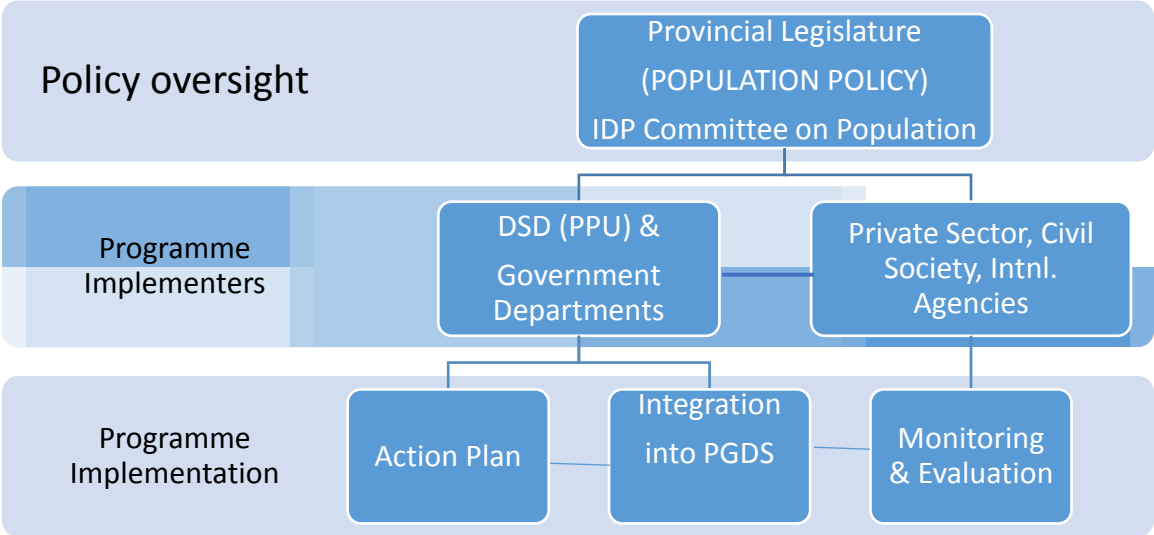 Policy oversight
Provincial Legislature
(POPULATION POLICY)
IDP Committee on Population
Programme
Implementers
DSD (PPU) &
Government
Departments
Private Sector, Civil
Society, Intnl.
Agencies
Programme
Implementation
Action Plan
Integration
into PGDS
Monitoring
& Evaluation